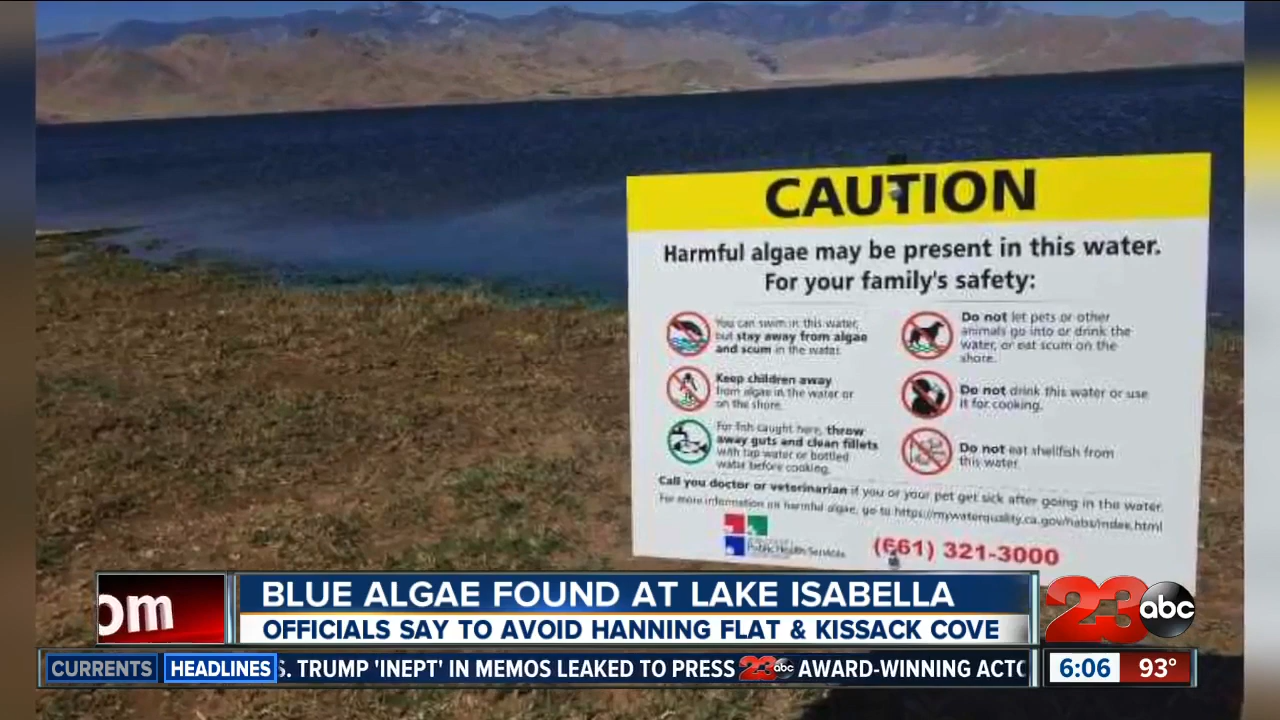 CAUTION
Harmful algae may be present in this water.
For your family's safety:
You can swim in this water,
but stay away from algae
and scum in the water.
Keep children away
from algae in the water or
on the shore.
For fish caught here, throw
away guts and clean fillets
with tap water or bottled
water before cooking.
Do not let pets or other
animals go into or drink the
water, or eat scum on the
shore.
Do not drink this water or use
it for cooking.
Do not eat shellfish from
this water.
Call you doctor or veterinarian if you or your pet get sick after going in the water.
For more information on harmful algae, go to https://mywaterquality.ca.gov/habs/index.html
Public Health Services
(661) 321-3000
om
BLUE ALGAE FOUND AT LAKE ISABELLA
OFFICIALS SAY TO AVOID HANNING FLAT & KISSACK COVE
23 abc
CURRENTS
HEADLINES
S. TRUMP 'INEPT' IN MEMOS LEAKED TO PRESS 23 abc AWARD-WINNING ACTO
6:06 93°